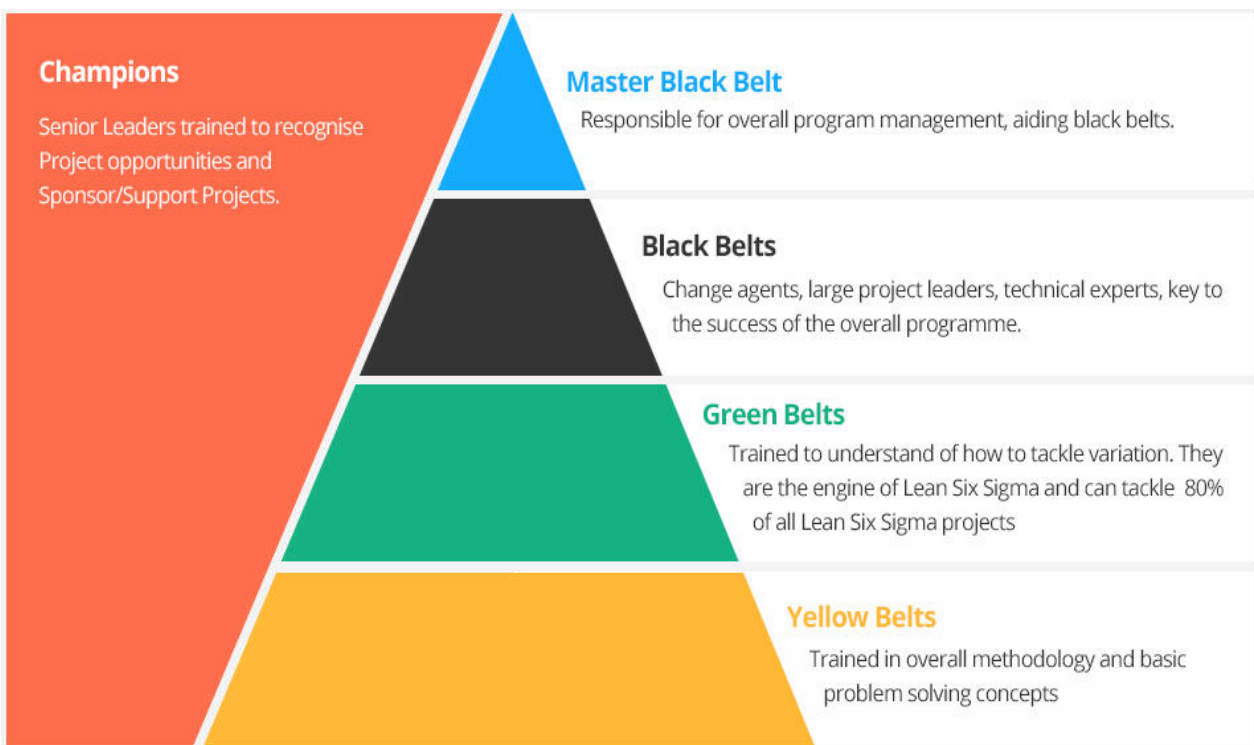 Champions
Senior Leaders trained to recognise
Project opportunities and
Sponsor/Support Projects.
Master Black Belt
Responsible for overall program management, aiding black belts.
Black Belts
Change agents, large project leaders, technical experts, key to
the success of the overall programme.
Green Belts
Trained to understand of how to tackle variation. They
are the engine of Lean Six Sigma and can tackle 80%
of all Lean Six Sigma projects
Yellow Belts
Trained in overall methodology and basic
problem solving concepts